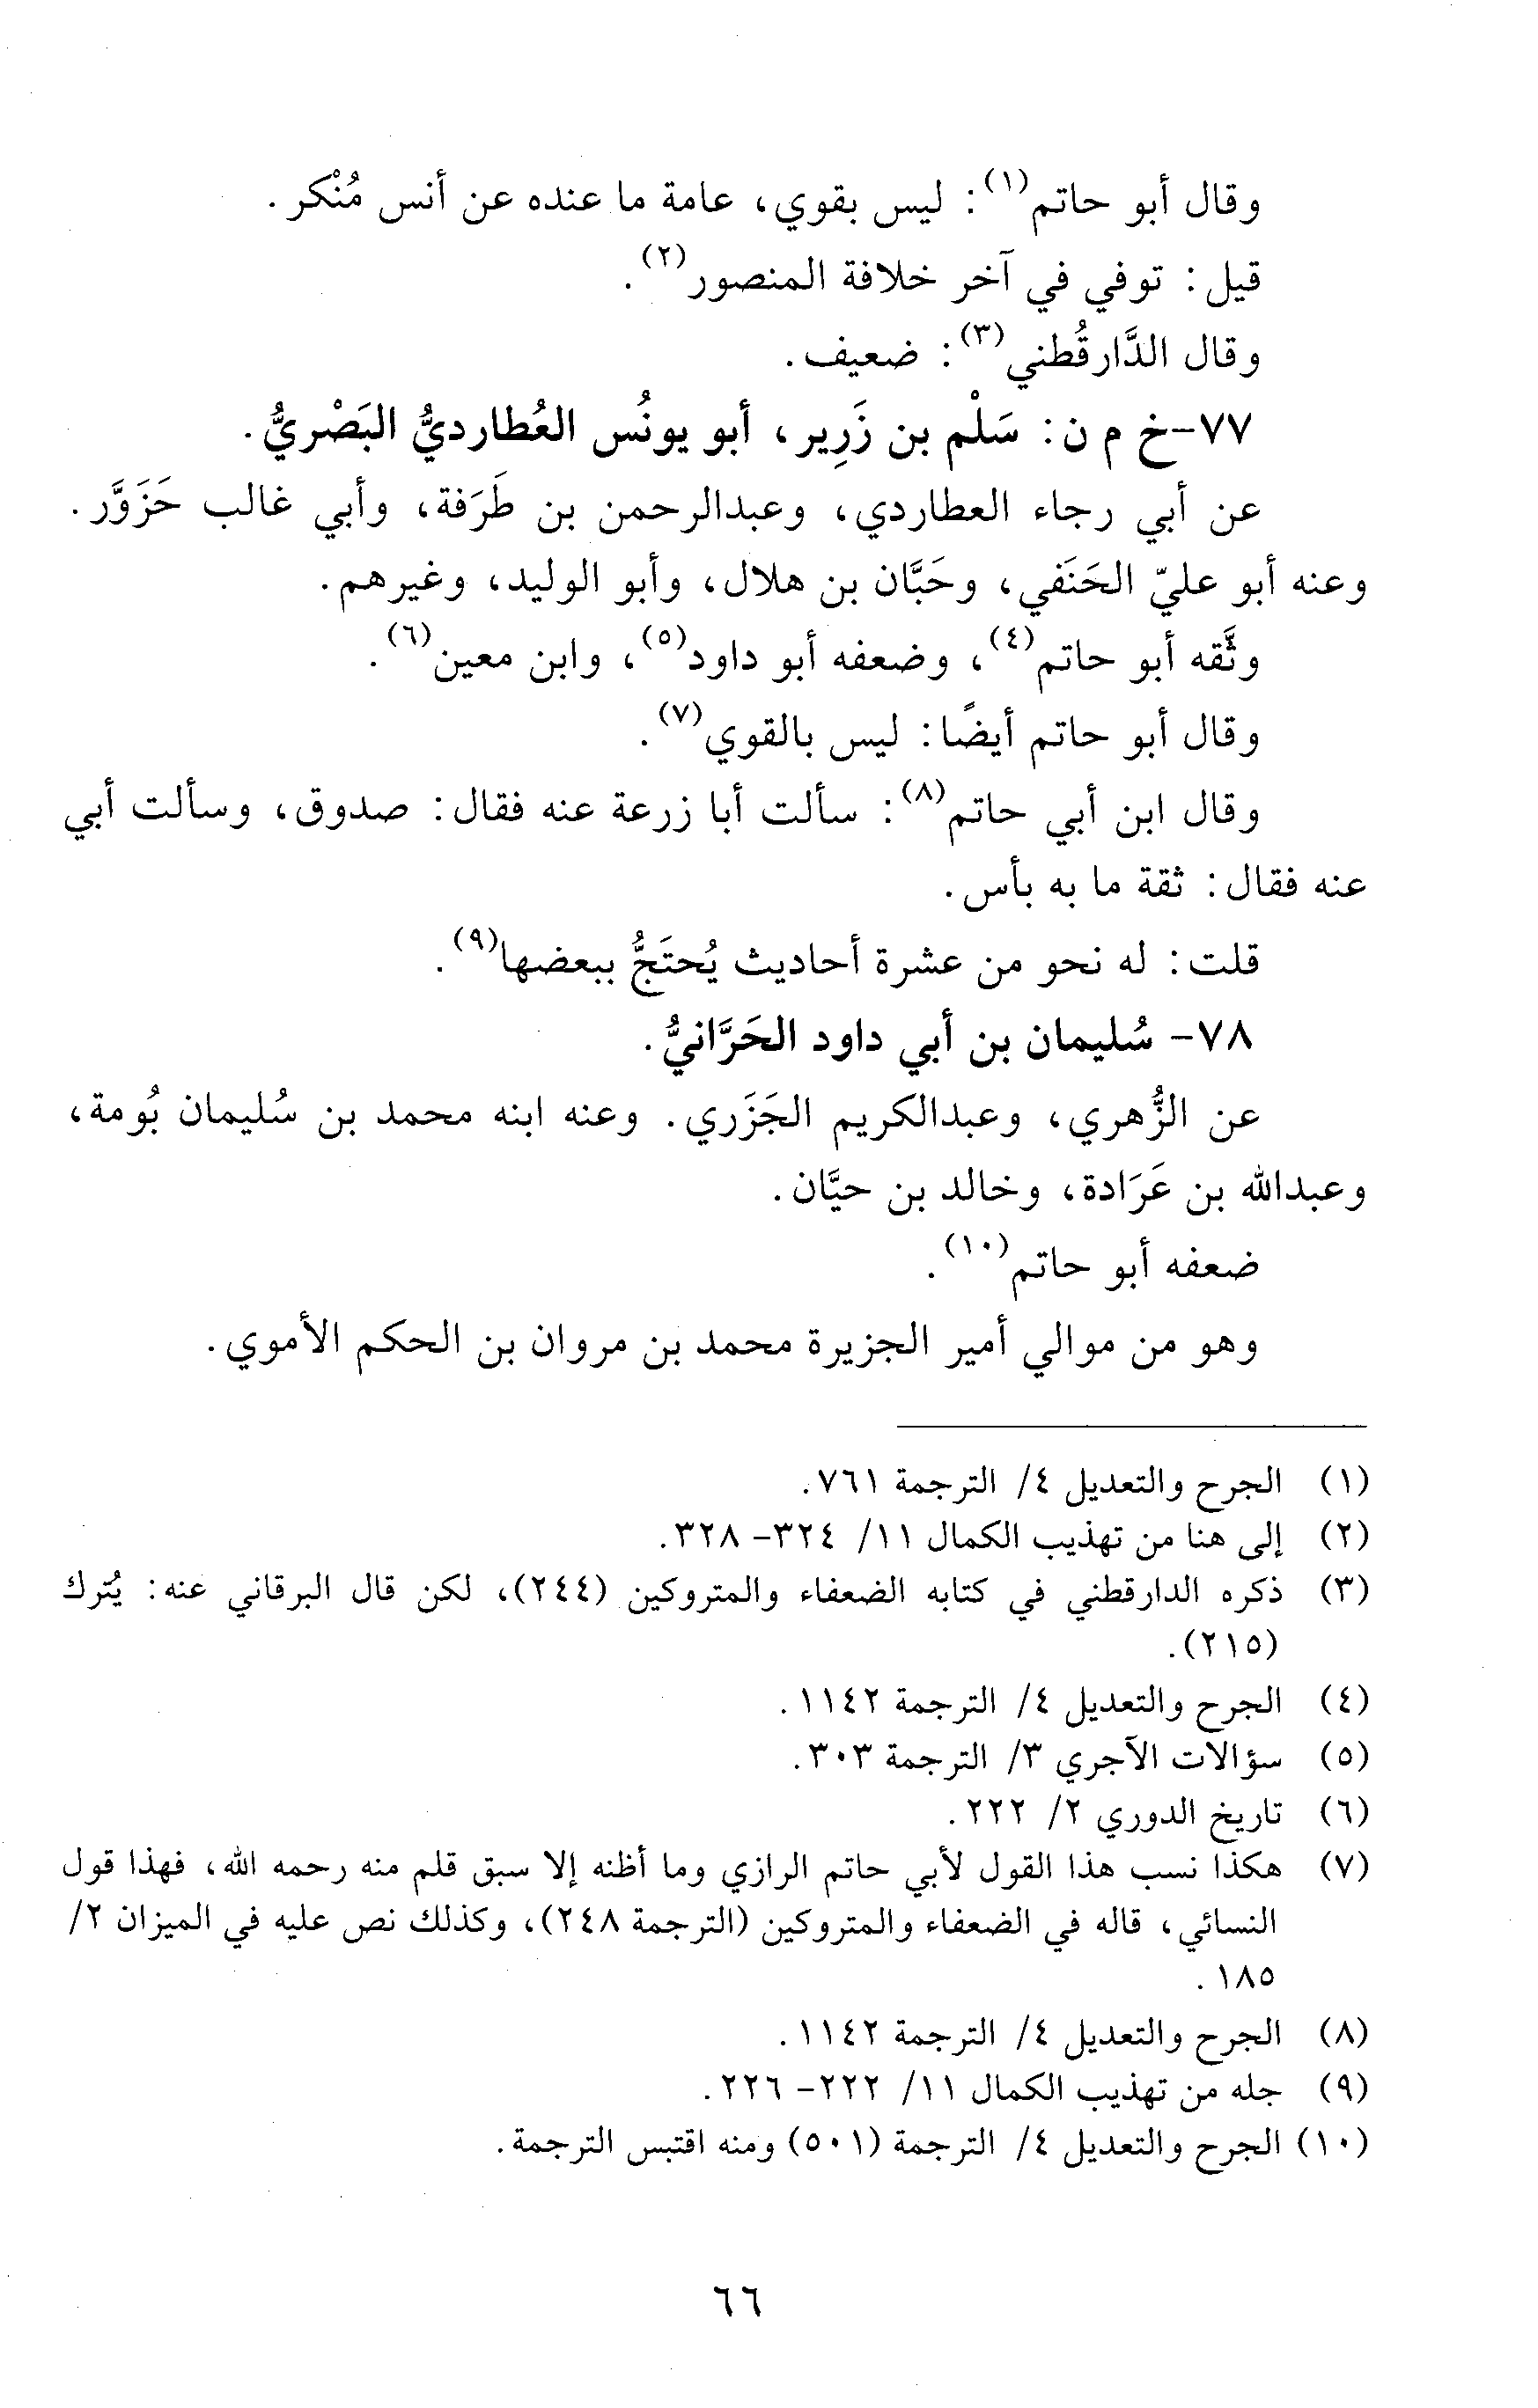 وقال أبو حاتم(١): ليس بقوي، عامة ما عنده عن أنس مُنْكر.
قيل: توفي في آخر خلافة المنصور(٢).
وقال الدَّارقُطني(٣): ضعيف.
٧٧-خ م ن: سَلْم بن زَرِير، أبو يونُس العُطارديُّ البَصْريُّ.
عن أبي رجاء العطاردي، وعبدالرحمن بن طَرَفة، وأبي غالب حَزَوَّر.
وعنه أبو عليّ الحَنَفي، وحَبَّان بن هلال، وأبو الوليد، وغيرهم.
وثَّقه أبو حاتم(٤)، وضعفه أبو داود(٥)، وابن معين(٦).
وقال أبو حاتم أيضًا: ليس بالقوي(٧).
وقال ابن أبي حاتم(٨): سألت أبا زرعة عنه فقال: صدوق، وسألت أبي
عنه فقال: ثقة ما به بأس.
قلت: له نحو من عشرة أحاديث يُحتَجُّ ببعضها(٩).
٧٨- سُليمان بن أبي داود الحَرَّانيُّ.
عن الزُّهري، وعبدالكريم الجَزَري. وعنه ابنه محمد بن سُليمان بُومة،
وعبدالله بن عَرَادة، وخالد بن حيَّان.
ضعفه أبو حاتم(١٠).
وهو من موالي أمير الجزيرة محمد بن مروان بن الحكم الأموي.
(١) الجرح والتعديل ٤/ الترجمة ٧٦١.
(٢) إلى هنا من تهذيب الكمال ١١/ ٣٢٤- ٣٢٨.
(٣) ذكره الدارقطني في كتابه الضعفاء والمتروكين (٢٤٤)، لكن قال البرقاني عنه: يُترك
(٢١٥).
(٤) الجرح والتعديل ٤/ الترجمة ١١٤٢.
(٥) سؤالات الآجري ٣/ الترجمة ٣٠٣.
(٦) تاريخ الدوري ٢/ ٢٢٢.
(٧) هكذا نسب هذا القول لأبي حاتم الرازي وما أظنه إلا سبق قلم منه رحمه الله، فهذا قول
النسائي، قاله في الضعفاء والمتروكين (الترجمة ٢٤٨)، وكذلك نص عليه في الميزان ٢/
١٨٥.
(٨) الجرح والتعديل ٤/ الترجمة ١١٤٢.
(٩) جله من تهذيب الكمال ١١/ ٢٢٢- ٢٢٦.
(١٠) الجرح والتعديل ٤/ الترجمة (٥٠١) ومنه اقتبس الترجمة.
٦٦